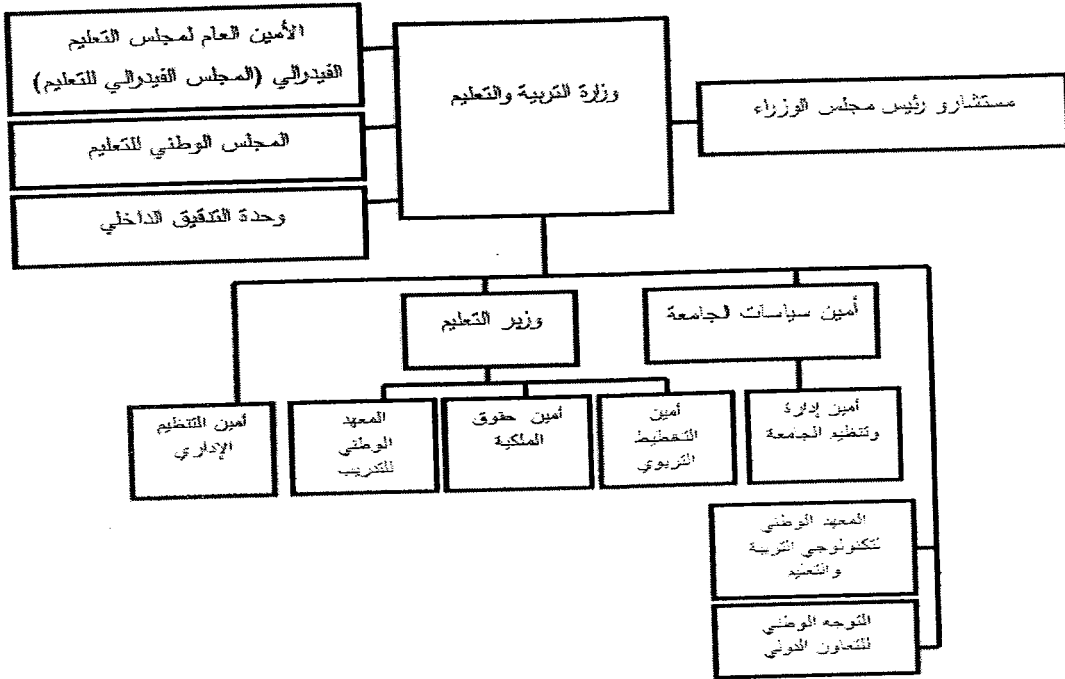 الأمين العام لمجلس التعليم
الفيدرالي (المجلس الفيدرالي للتعليم)
وزارة التربية والتعليم
مستشارو رئيس مجلس الوزراء
المجلس الوطني للتعليم
وحدة التدقيق الداخلي
أمين سياسات الجامعة
وزير التعليم
أمين إدارة
وتنظيم الجامعة
أمين
التخطيط
التربوي
أمين حقوق
الملكية
المعهد
الوطني
للتدريب
أمين التنظيم
الإداري
المعهد الوطني
لتكنولوجي التربية
والتعليم
التوجه الوطني
للتعاون الدولي